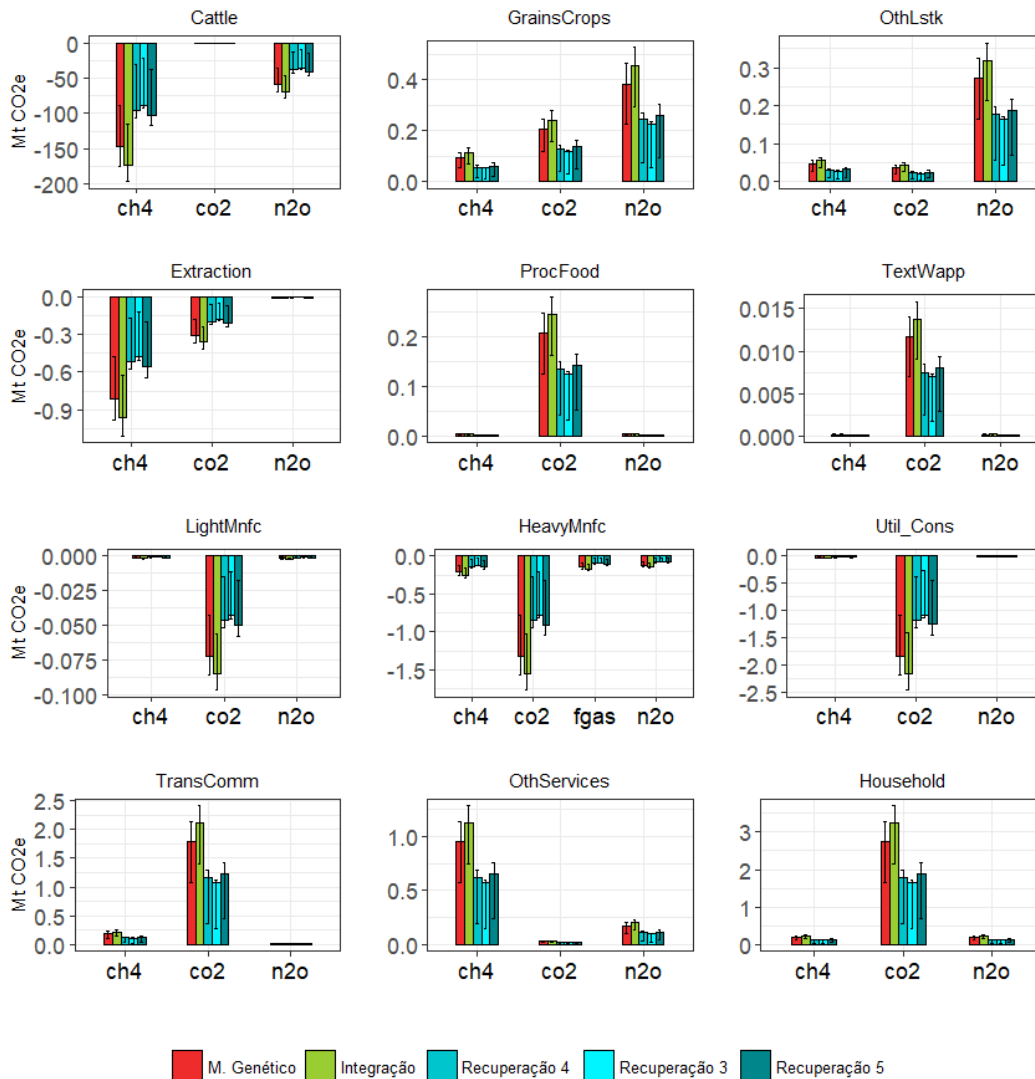 Cattle
GrainsCrops
OthLstk
Mt CO2e
0
-50
-100
-150
-200
ch4 co2 n2o
0.4
0.2
0.0
ch4 co2 n2o
0.3
0.2
0.1
0.0
ch4 co2 n2o
Extraction
ProcFood
TextWapp
Mt CO2e
0.0
-0.3
-0.6
-0.9
ch4 co2 n2o
0.2
0.1
0.0
ch4 co2 n2o
0.015
0.010
0.005
0.000
ch4 co2 n2o
LightMnfc
HeavyMnfc
Util_Cons
Mt CO2e
0.000
-0.025
-0.050
-0.075
-0.100
ch4 co2 n2o
0.0
-0.5
-1.0
-1.5
ch4 co2 fgas n2o
0.0
-0.5
-1.0
-1.5
-2.0
-2.5
ch4 co2 n2o
TransComm
OthServices
Household
Mt CO2e
2.5
2.0
1.5
1.0
0.5
0.0
ch4 co2 n2o
1.0
0.5
0.0
ch4 co2 n2o
3
2
1
0
ch4 co2 n2o
M. Genético Integração Recuperação 4 Recuperação 3 Recuperação 5